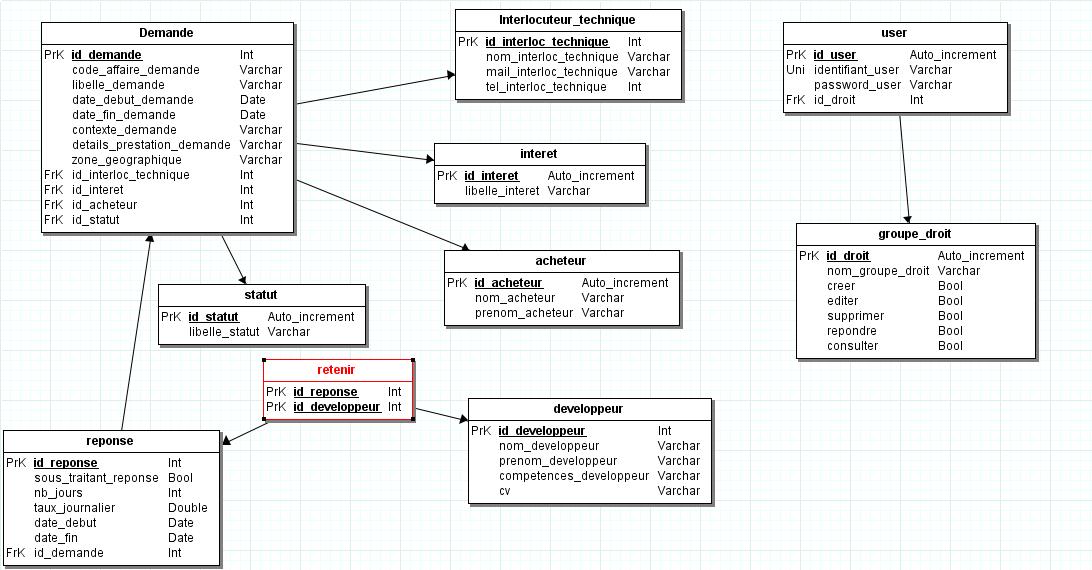 Demande
PrK id_demande Int
code_affaire_demande Varchar
libelle_demande Varchar
date_debut_demande Date
date_fin_demande Date
contexte_demande Varchar
details_prestation_demande Varchar
zone_geographique Varchar
FrK id_interloc_technique Int
FrK id_interet Int
FrK id_acheteur Int
FrK id_statut Int
Interlocuteur_technique
PrK id_interloc_technique Int
nom_interloc_technique Varchar
mail_interloc_technique Varchar
tel_interloc_technique Int
user
PrK id_user Auto_increment
Uni identifiant_user Varchar
password_user Varchar
FrK id_droit Int
interet
PrK id_interet Auto_increment
libelle_interet Varchar
groupe_droit
PrK id_droit Auto_increment
nom_groupe_droit Varchar
creer Bool
editer Bool
supprimer Bool
repondre Bool
consulter Bool
acheteur
PrK id_acheteur Auto_increment
nom_acheteur Varchar
prenom_acheteur Varchar
statut
PrK id_statut Auto_increment
libelle_statut Varchar
retenir
PrK id_reponse Int
PrK id_developpeur Int
developpeur
PrK id_developpeur Int
nom_developpeur Varchar
prenom_developpeur Varchar
competences_developpeur Varchar
cv Varchar
reponse
PrK id_reponse Int
sous_traitant_reponse Bool
nb_jours Int
taux_journalier Double
date_debut Date
date_fin Date
FrK id_demande Int